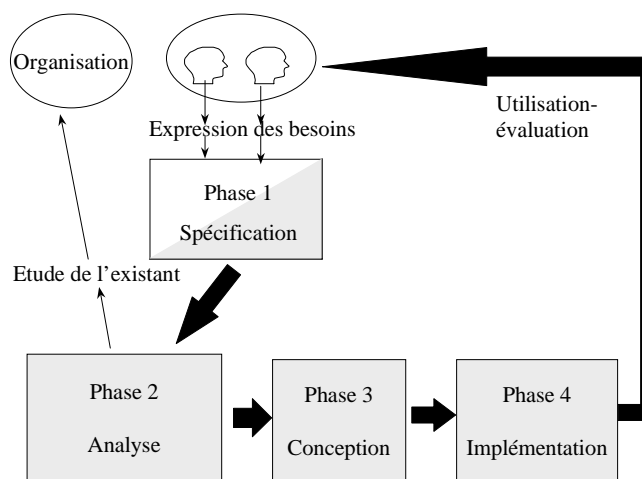 Organisation
Utilisation-
évaluation
Expression des besoins
Phase 1
Spécification
Etude de l’existant
Phase 2
Analyse
Phase 3
Conception
Phase 4
Implémentation